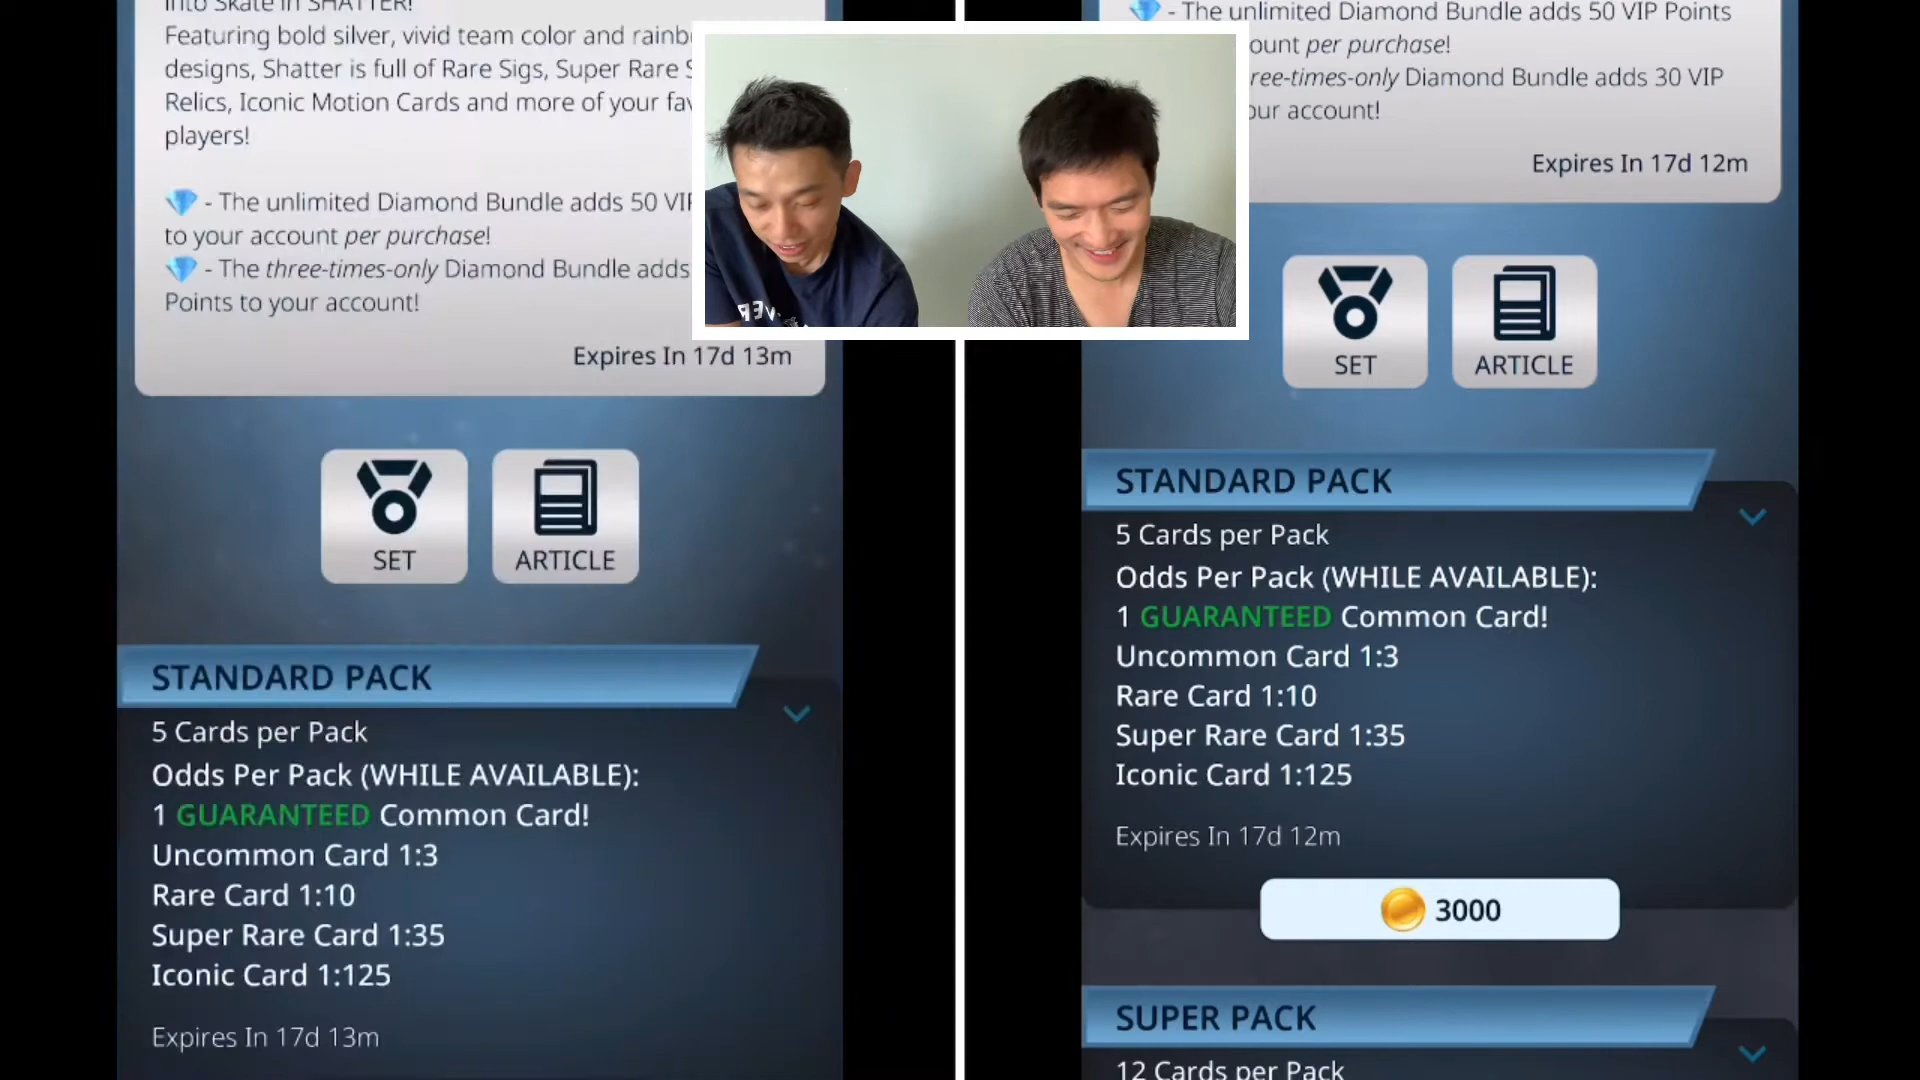 into Skate in SHATTER!
Featuring bold silver, vivid team color and
designs, Shatter is full of Rare Sigs, Super Rare
Relics, Iconic Motion Cards and more of your
players!
- The unlimited Diamond Bundle adds 50
to your account per purchase!
- The three-times-only Diamond Bundle adds
Points to your account!
Expires In 17d 13m
SET
ARTICLE
STANDARD PACK
5 Cards per Pack
Odds Per Pack (WHILE AVAILABLE):
1 GUARANTEED Common Card!
Uncommon Card 1:3
Rare Card 1:10
Super Rare Card 1:35
Iconic Card 1:125
Expires In 17d 13m
- The unlimited Diamond Bundle adds 50 VIP Points
per purchase!
Diamond Bundle adds 30 VIP
account!
Expires In 17d 12m
SET
ARTICLE
STANDARD PACK
5 Cards per Pack
Odds Per Pack (WHILE AVAILABLE):
1 GUARANTEED Common Card!
Uncommon Card 1:3
Rare Card 1:10
Super Rare Card 1:35
Iconic Card 1:125
Expires In 17d 12m
3000
SUPER PACK
12 Cards per Pack